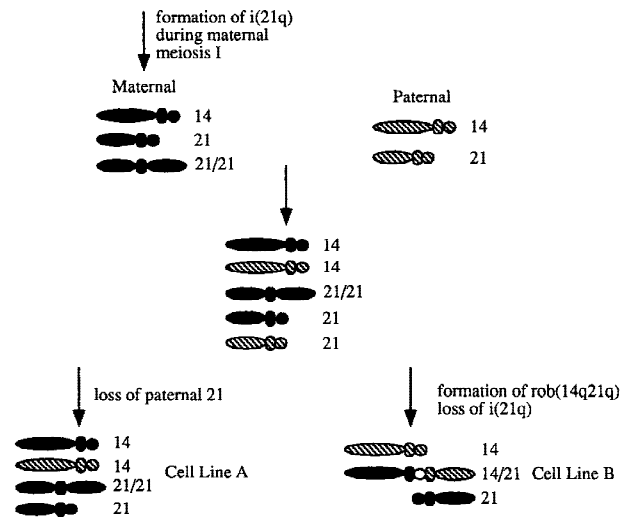 formation of i(21q)
during maternal
meiosis I
Maternal
14
21
21/21
Paternal
14
21
14
14
21/21
21
21
loss of paternal 21
14
14
21/21
21
Cell Line A
formation of rob(14q21q)
loss of i(21q)
14
14/21
21
Cell Line B